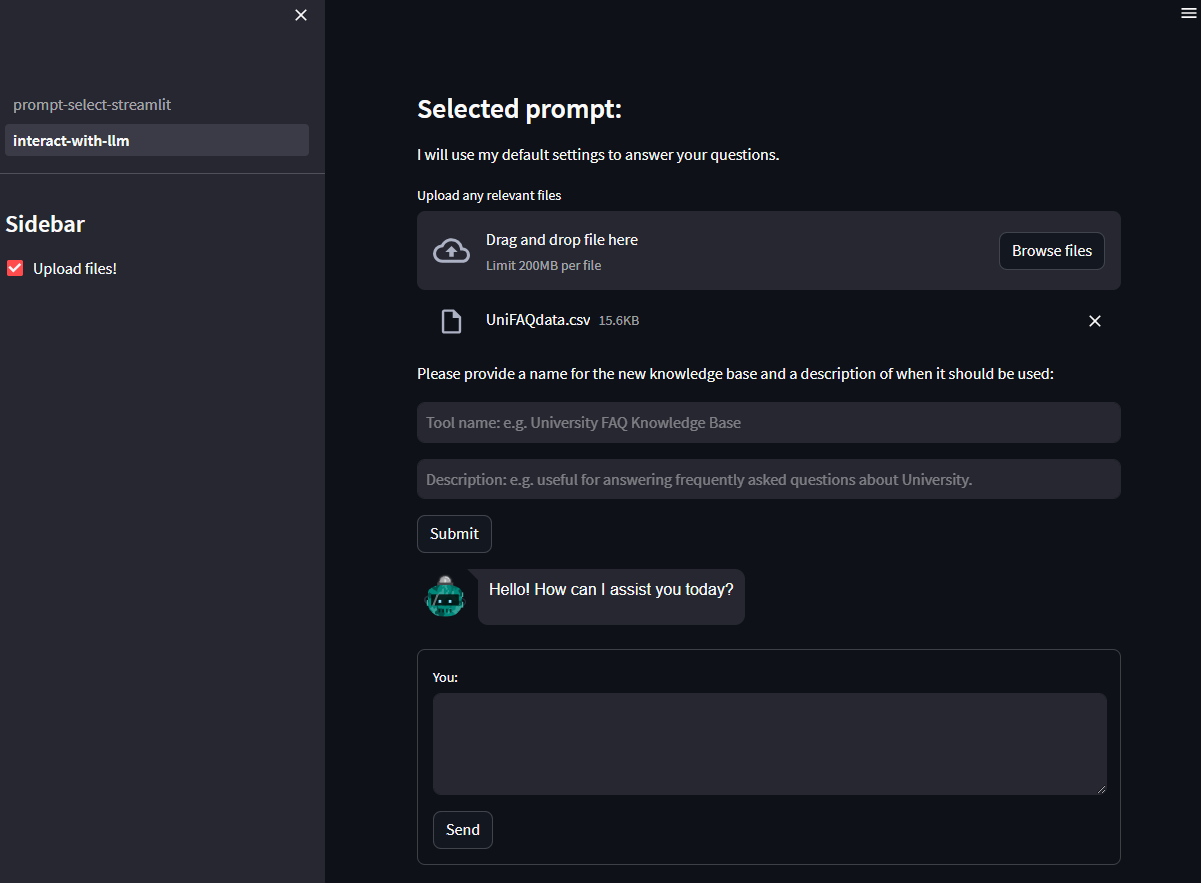 prompt-select-streamlit
interact-with-llm
Sidebar
Upload files!
Selected prompt:
I will use my default settings to answer your questions.
Upload any relevant files
Drag and drop file here
Limit 200MB per file
Browse files
UniFAQdata.csv 15.6KB
Please provide a name for the new knowledge base and a description of when it should be used:
Tool name: e.g. University FAQ Knowledge Base
Description: e.g. useful for answering frequently asked questions about University.
Submit
Hello! How can I assist you today?
You:
Send